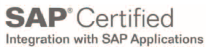 SAP® Certified
Integration with SAP Applications